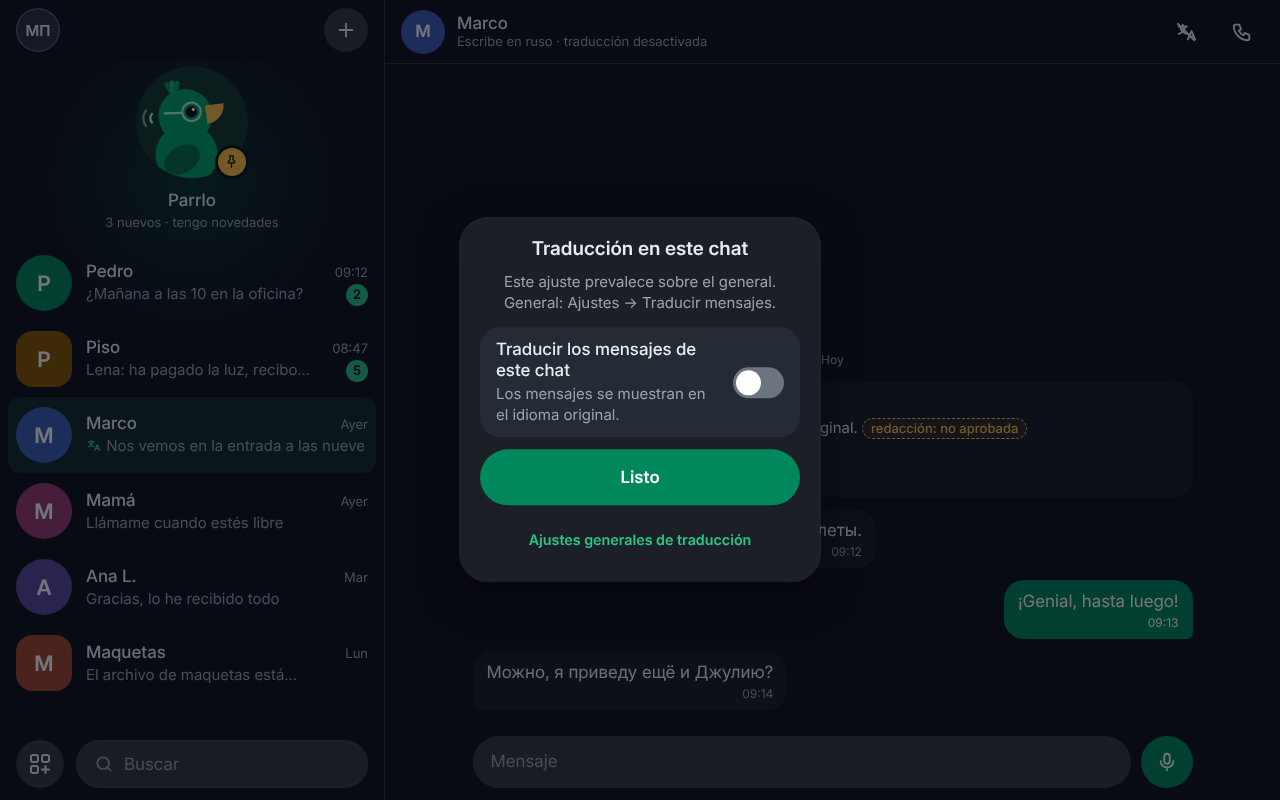 МП
Parrlo
3 nuevos · tengo novedades
Pedro
09:12
¿Mañana a las 10 en la oficina?
2
P
Piso
08:47
Lena: ha pagado la luz, recibo...
5
P
Marco
Ayer
Nos vemos en la entrada a las nueve
M
Mamá
Ayer
Llámame cuando estés libre
M
Ana L.
Mar
Gracias, lo he recibido todo
A
Maquetas
Lun
El archivo de maquetas está...
M
Buscar
M
Marco
Escribe en ruso · traducción desactivada
Traducción en este chat
Este ajuste prevalece sobre el general.
General: Ajustes → Traducir mensajes.
Traducir los mensajes de
este chat
Los mensajes se muestran en
el idioma original.
Listo
Ajustes generales de traducción
Hoy
ginal. redacción: no aprobada
леты.
09:12
¡Genial, hasta luego!
09:13
Можно, я приведу ещё и Джулию?
09:14
Mensaje